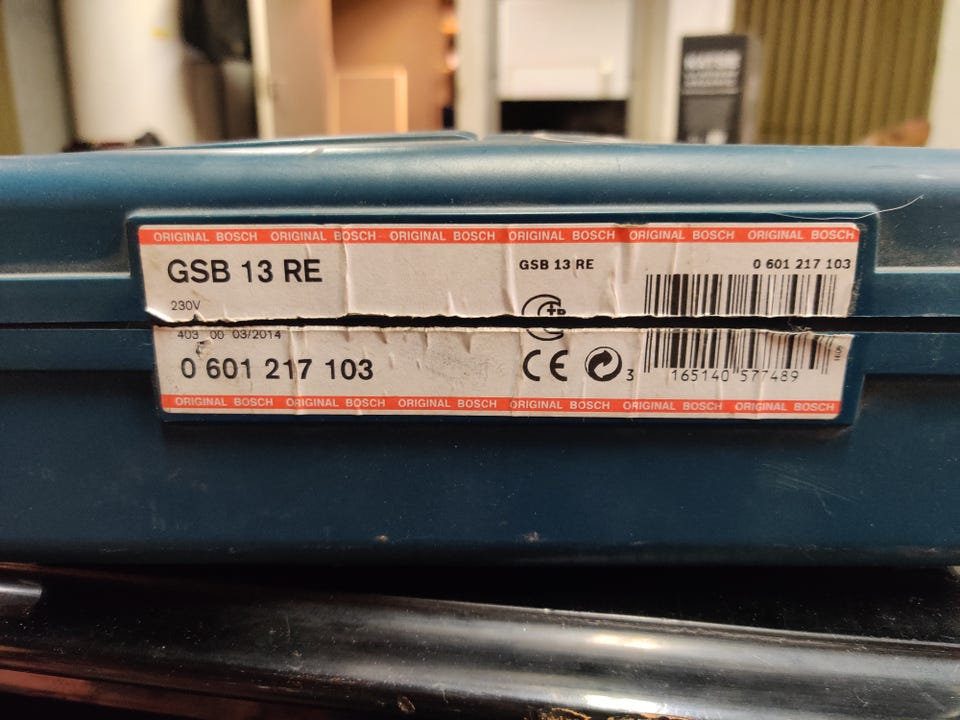 ORIGINAL BOSCH ORIGINAL BOSCH ORIGINAL BOSCH ORIGINAL BOSCH ORIGINAL BOSCH ORIGINAL BOSCH
GSB 13 RE
GSB 13 RE
0 601 217 103
230V
403 00 03/2014
0 601 217 103
CE
3
165140 577489
ORIGINAL BOSCH ORIGINAL BOSCH ORIGINAL BOSCH ORIGINAL BOSCH ORIGINAL BOSCH ORIGINAL BOSCH